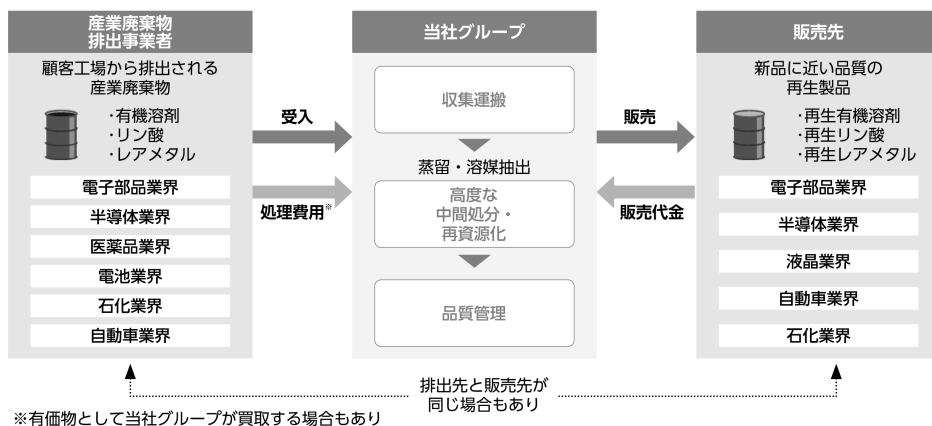 産業廃棄物
排出事業者
顧客工場から排出される
産業廃棄物
・有機溶剤
・リン酸
・レアメタル
電子部品業界
半導体業界
医薬品業界
電池業界
石化業界
自動車業界
受入
処理費用※
当社グループ
収集運搬
蒸留・溶媒抽出
高度な
中間処分・
再資源化
品質管理
販売
販売代金
販売先
新品に近い品質の
再生製品
・再生有機溶剤
・再生リン酸
・再生レアメタル
電子部品業界
半導体業界
液晶業界
自動車業界
石化業界
排出先と販売先が
同じ場合もあり
※有価物として当社グループが買取する場合もあり